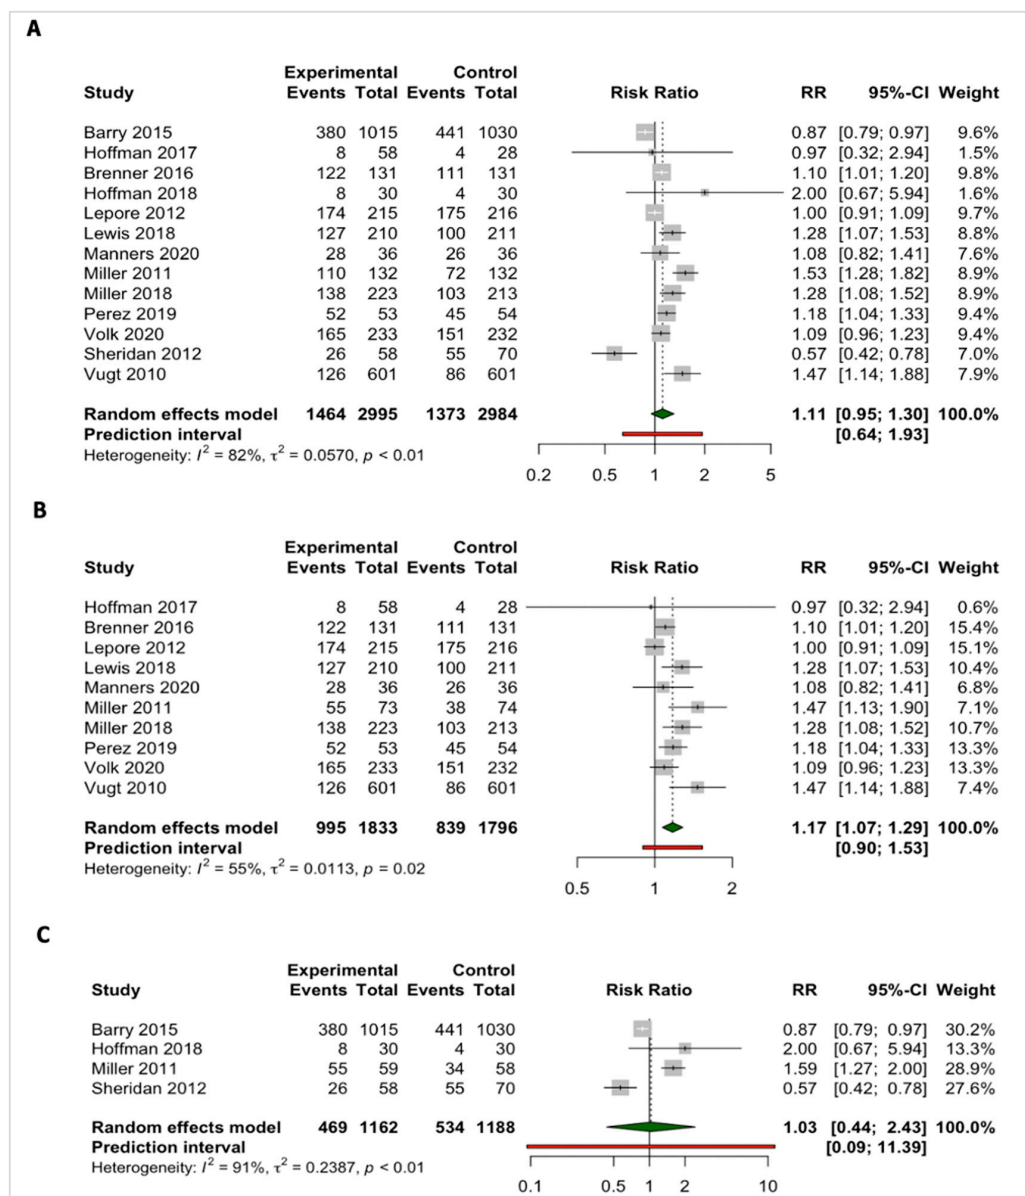 A
Experimental Control
Study Events Total Events Total Risk Ratio RR 95%-CI Weight
Barry 2015 380 1015 441 1030 0.87 [0.79; 0.97] 9.6%
Hoffman 2017 8 58 4 28 0.97 [0.32; 2.94] 1.5%
Brenner 2016 122 131 111 131 1.10 [1.01; 1.20] 9.8%
Hoffman 2018 8 30 4 30 2.00 [0.67; 5.94] 1.6%
Lepore 2012 174 215 175 216 1.00 [0.91; 1.09] 9.7%
Lewis 2018 127 210 100 211 1.28 [1.07; 1.53] 8.8%
Manners 2020 28 36 26 36 1.08 [0.82; 1.41] 7.6%
Miller 2011 110 132 72 132 1.53 [1.28; 1.82] 8.9%
Miller 2018 138 223 103 213 1.28 [1.08; 1.52] 8.9%
Perez 2019 52 53 45 54 1.18 [1.04; 1.33] 9.4%
Volk 2020 165 233 151 232 1.09 [0.96; 1.23] 9.4%
Sheridan 2012 26 58 55 70 0.57 [0.42; 0.78] 7.0%
Vugt 2010 126 601 86 601 1.47 [1.14; 1.88] 7.9%
Random effects model 1464 2995 1373 2984 1.11 [0.95; 1.30] 100.0%
Prediction interval [0.64; 1.93]
Heterogeneity: I² = 82%, τ² = 0.0570, p < 0.01
0.2 0.5 1 2 5
B
Experimental Control
Study Events Total Events Total Risk Ratio RR 95%-CI Weight
Hoffman 2017 8 58 4 28 0.97 [0.32; 2.94] 0.6%
Brenner 2016 122 131 111 131 1.10 [1.01; 1.20] 15.4%
Lepore 2012 174 215 175 216 1.00 [0.91; 1.09] 15.1%
Lewis 2018 127 210 100 211 1.28 [1.07; 1.53] 10.4%
Manners 2020 28 36 26 36 1.08 [0.82; 1.41] 6.8%
Miller 2011 55 73 38 74 1.47 [1.13; 1.90] 7.1%
Miller 2018 138 223 103 213 1.28 [1.08; 1.52] 10.7%
Perez 2019 52 53 45 54 1.18 [1.04; 1.33] 13.3%
Volk 2020 165 233 151 232 1.09 [0.96; 1.23] 13.3%
Vugt 2010 126 601 86 601 1.47 [1.14; 1.88] 7.4%
Random effects model 995 1833 839 1796 1.17 [1.07; 1.29] 100.0%
Prediction interval [0.90; 1.53]
Heterogeneity: I² = 55%, τ² = 0.0113, p = 0.02
0.5 1 2
C
Experimental Control
Study Events Total Events Total Risk Ratio RR 95%-CI Weight
Barry 2015 380 1015 441 1030 0.87 [0.79; 0.97] 30.2%
Hoffman 2018 8 30 4 30 2.00 [0.67; 5.94] 13.3%
Miller 2011 55 59 34 58 1.59 [1.27; 2.00] 28.9%
Sheridan 2012 26 58 55 70 0.57 [0.42; 0.78] 27.6%
Random effects model 469 1162 534 1188 1.03 [0.44; 2.43] 100.0%
Prediction interval [0.09; 11.39]
Heterogeneity: I² = 91%, τ² = 0.2387, p < 0.01
0.1 0.5 1 2 10